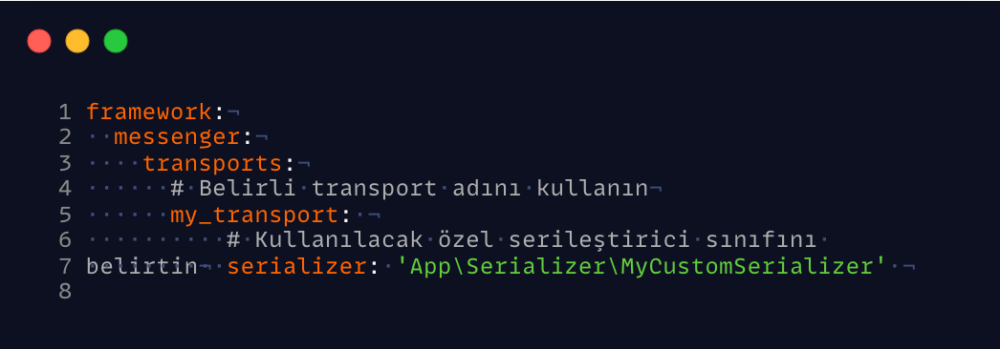 1 framework:¬
2 ··messenger:¬
3 ····transports:¬
4 ······#·Belirli·transport·adını·kullanın¬
5 ······my_transport:·¬
6 ··········#·Kullanılacak·özel·serileştirici·sınıfını·
7 belirtin¬·serializer:·'App\Serializer\MyCustomSerializer'·¬
8